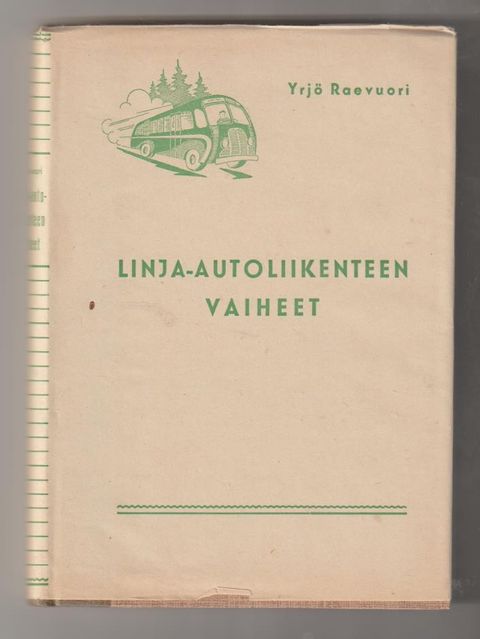 Yrjö Raevuori
LINJA-AUTOLIIKENTEEN
VAIHEET